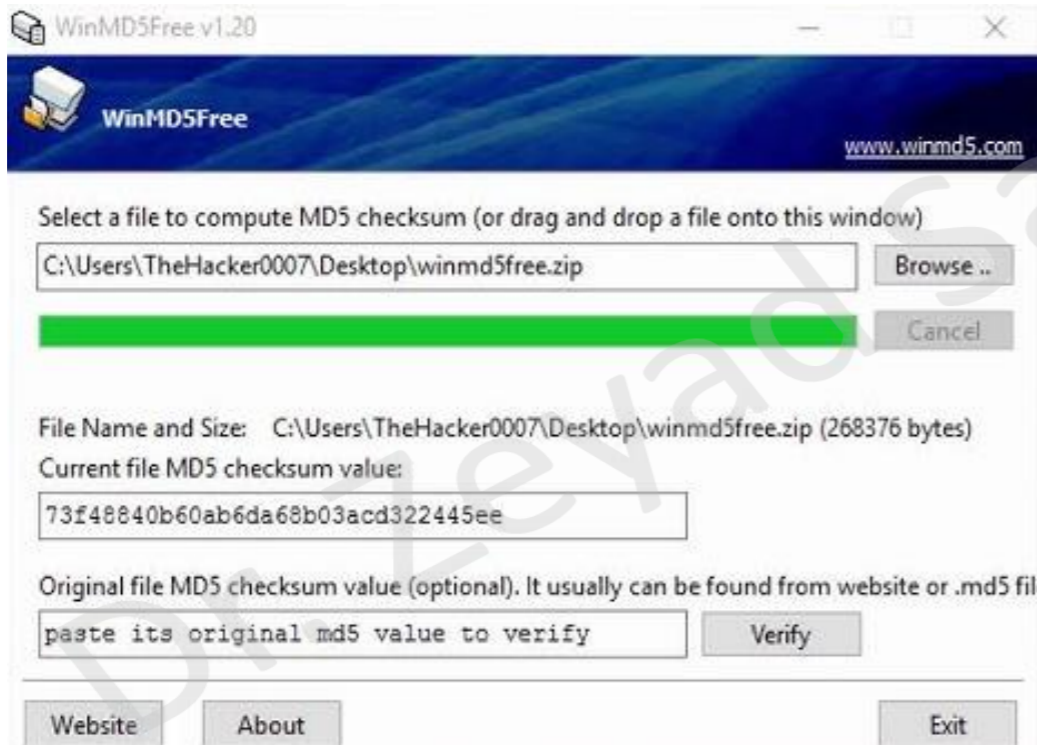 WinMD5Free v1.20
WinMD5Free
www.winmd5.com
Select a file to compute MD5 checksum (or drag and drop a file onto this window)
C:\Users\TheHacker0007\Desktop\winmd5free.zip
Browse ..
Cancel
File Name and Size: C:\Users\TheHacker0007\Desktop\winmd5free.zip (268376 bytes)
Current file MD5 checksum value:
73f48840b60ab6da68b03acd322445ee
Original file MD5 checksum value (optional). It usually can be found from website or .md5 fil
paste its original md5 value to verify
Verify
Website
About
Exit
Dr. Zeyad Sa